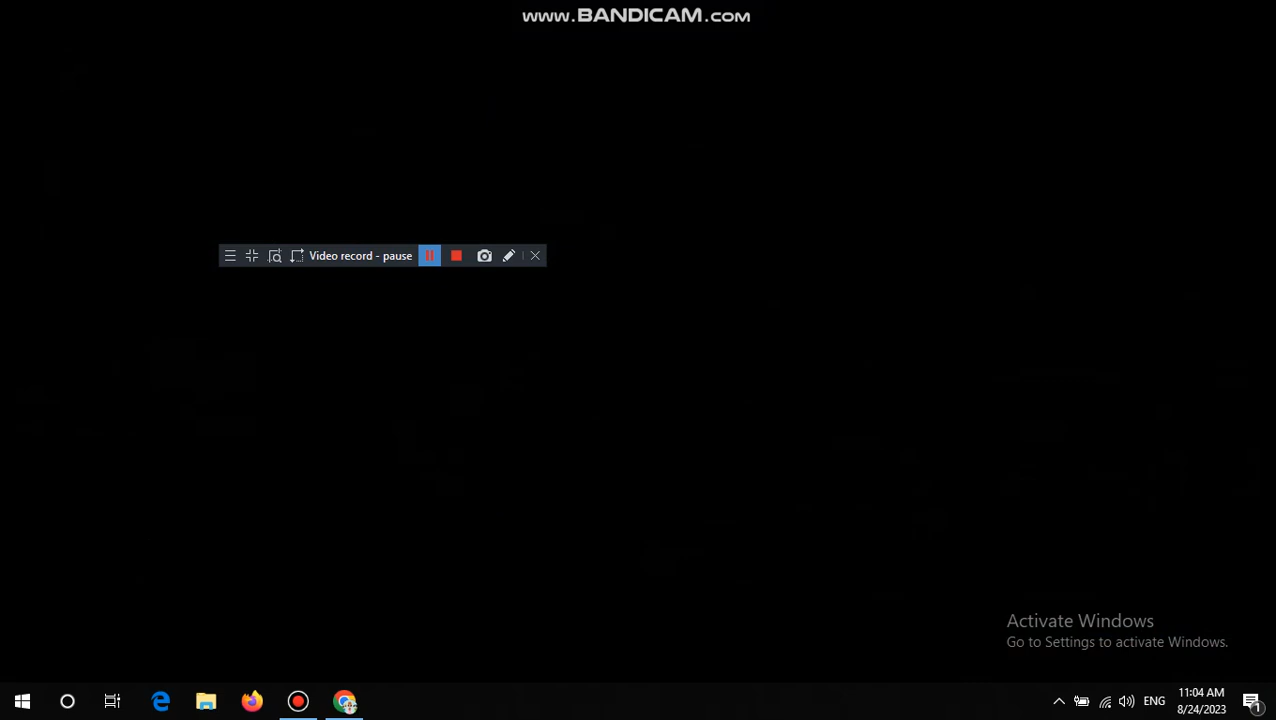 www.BANDICAM.com
Video record - pause
Activate Windows
Go to Settings to activate Windows.
ENG
11:04 AM
8/24/2023
1